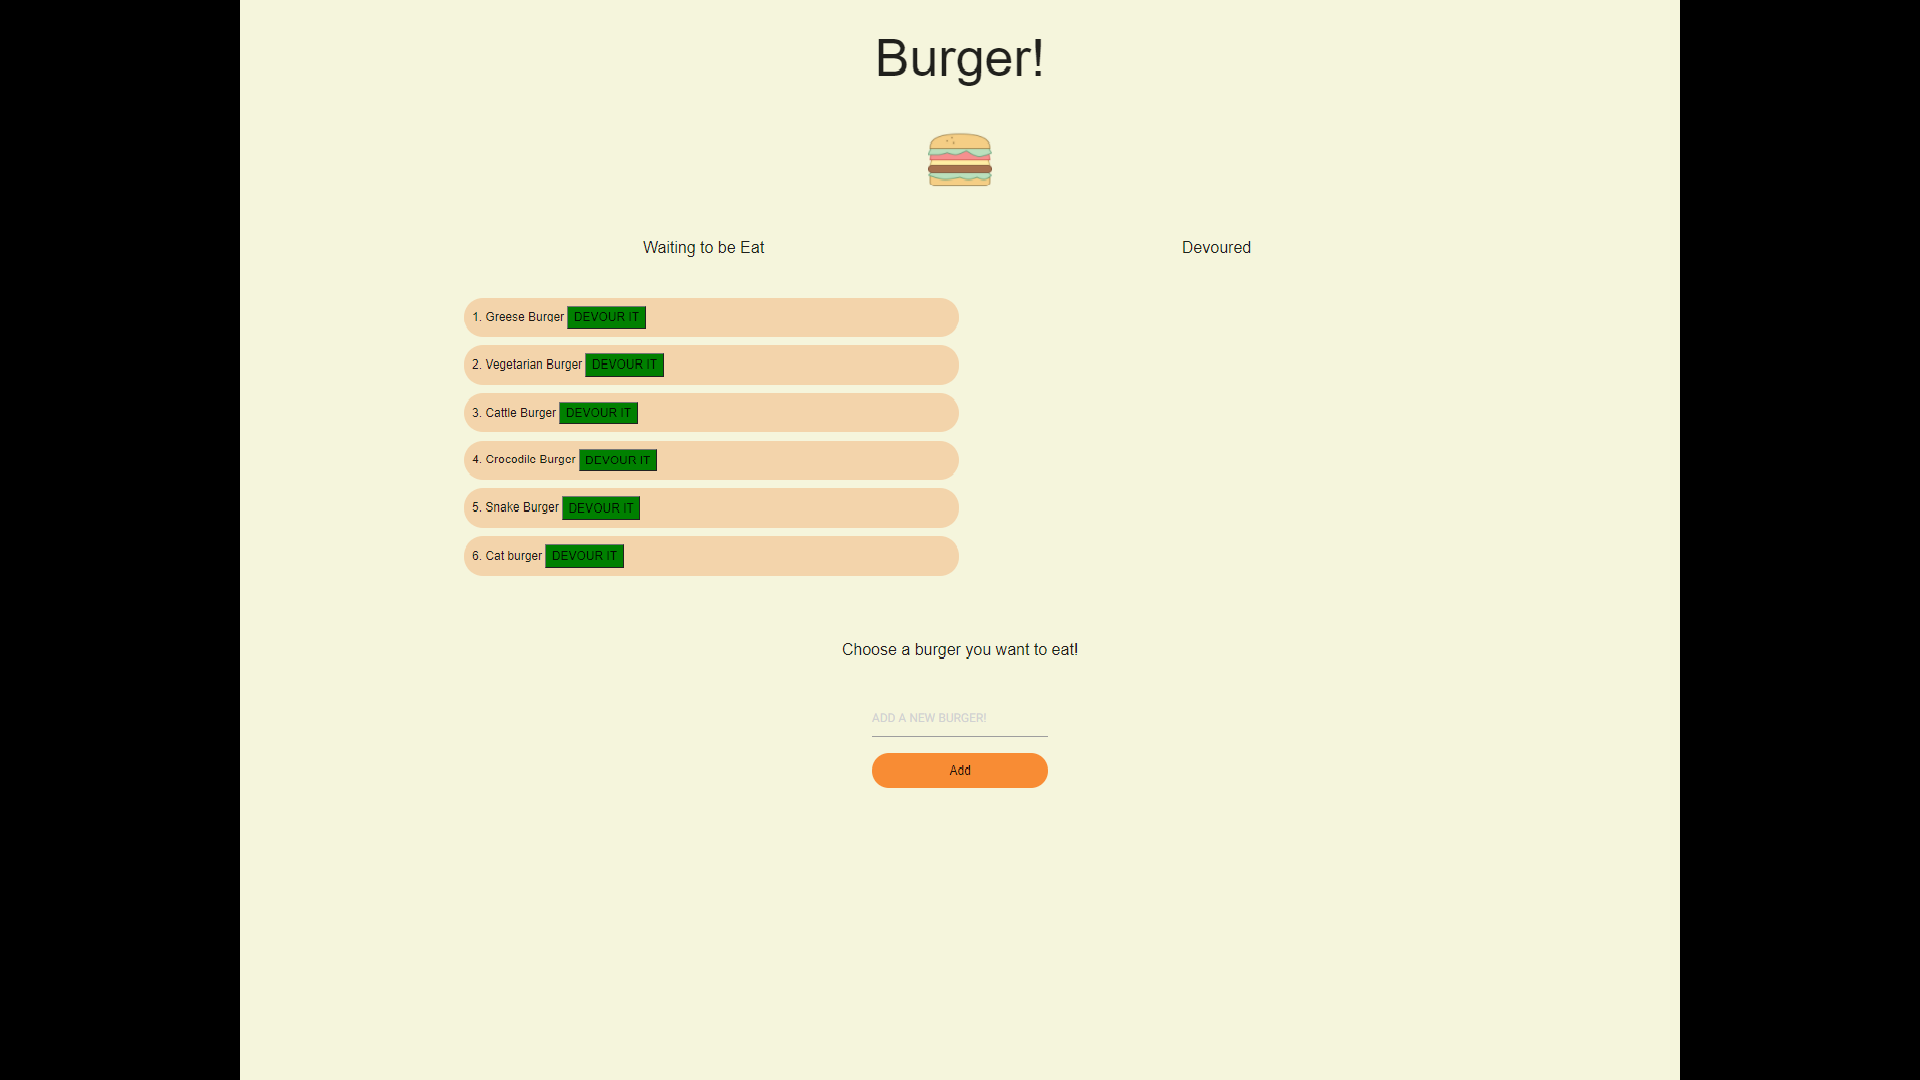 Burger!
Waiting to be Eat
Devoured
1. Greese Burger DEVOUR IT
2. Vegetarian Burger DEVOUR IT
3. Cattle Burger DEVOUR IT
4. Crocodile Burger DEVOUR IT
5. Snake Burger DEVOUR IT
6. Cat burger DEVOUR IT
Choose a burger you want to eat!
ADD A NEW BURGER!
Add